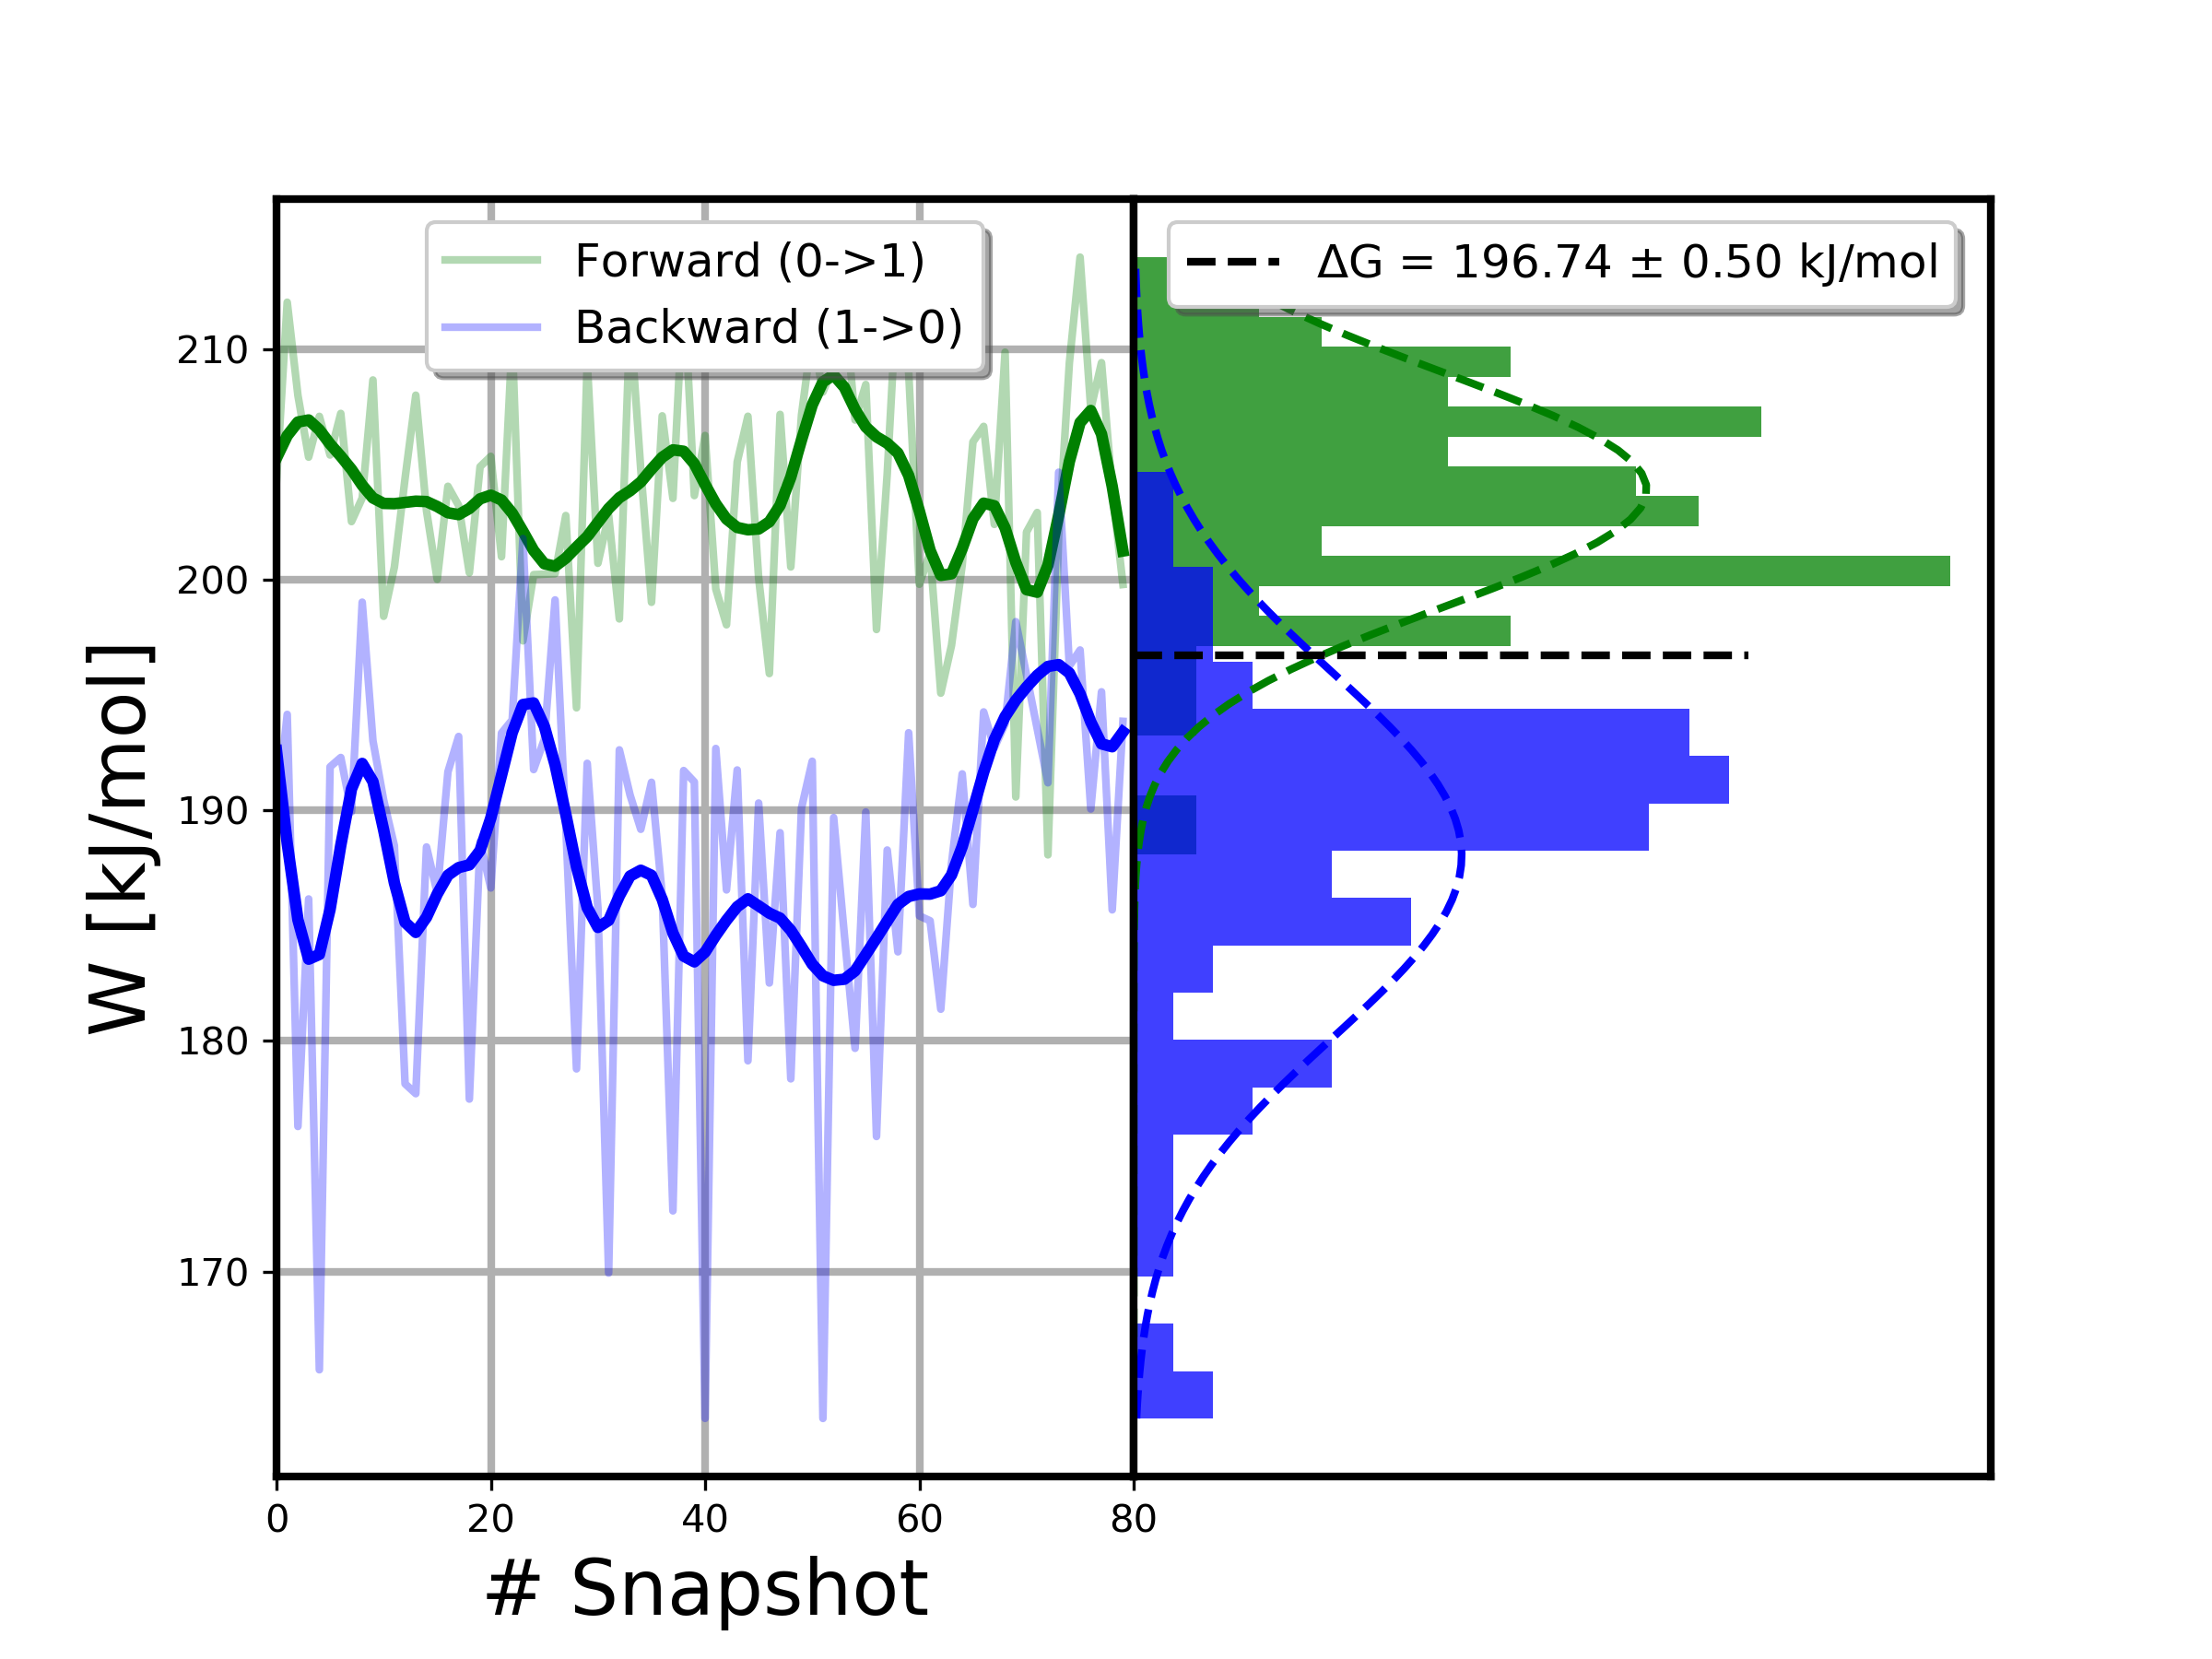 Forward (0->1)
Backward (1->0)
ΔG = 196.74 ± 0.50 kJ/mol
210
200
190
180
170
W [kJ/mol]
0 20 40 60 80
# Snapshot